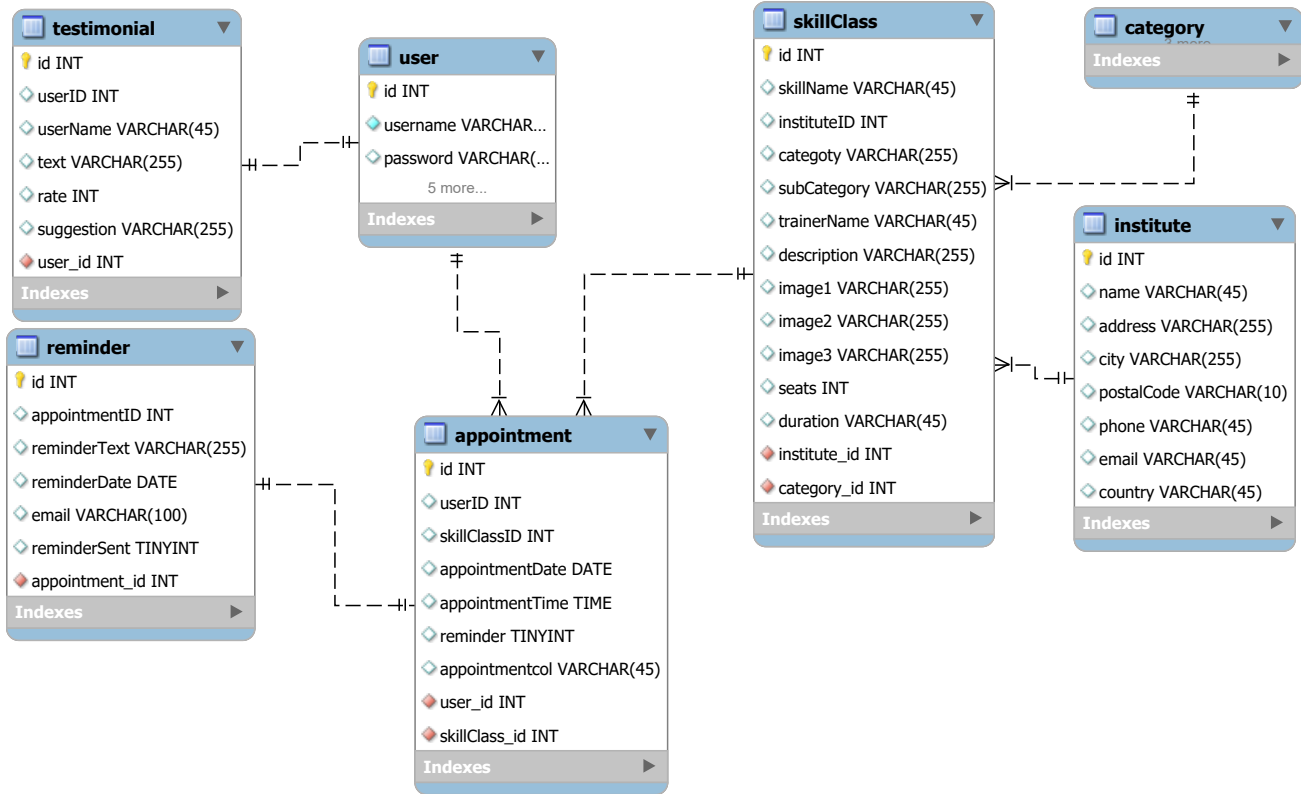 testimonial
id INT
userID INT
userName VARCHAR(45)
text VARCHAR(255)
rate INT
suggestion VARCHAR(255)
user_id INT
Indexes
user
id INT
username VARCHAR...
password VARCHAR(...
5 more...
Indexes
skillClass
id INT
skillName VARCHAR(45)
instituteID INT
categoty VARCHAR(255)
subCategory VARCHAR(255)
trainerName VARCHAR(45)
description VARCHAR(255)
image1 VARCHAR(255)
image2 VARCHAR(255)
image3 VARCHAR(255)
seats INT
duration VARCHAR(45)
institute_id INT
category_id INT
Indexes
category
3 more...
Indexes
institute
id INT
name VARCHAR(45)
address VARCHAR(255)
city VARCHAR(255)
postalCode VARCHAR(10)
phone VARCHAR(45)
email VARCHAR(45)
country VARCHAR(45)
Indexes
reminder
id INT
appointmentID INT
reminderText VARCHAR(255)
reminderDate DATE
email VARCHAR(100)
reminderSent TINYINT
appointment_id INT
Indexes
appointment
id INT
userID INT
skillClassID INT
appointmentDate DATE
appointmentTime TIME
reminder TINYINT
appointmentcol VARCHAR(45)
user_id INT
skillClass_id INT
Indexes